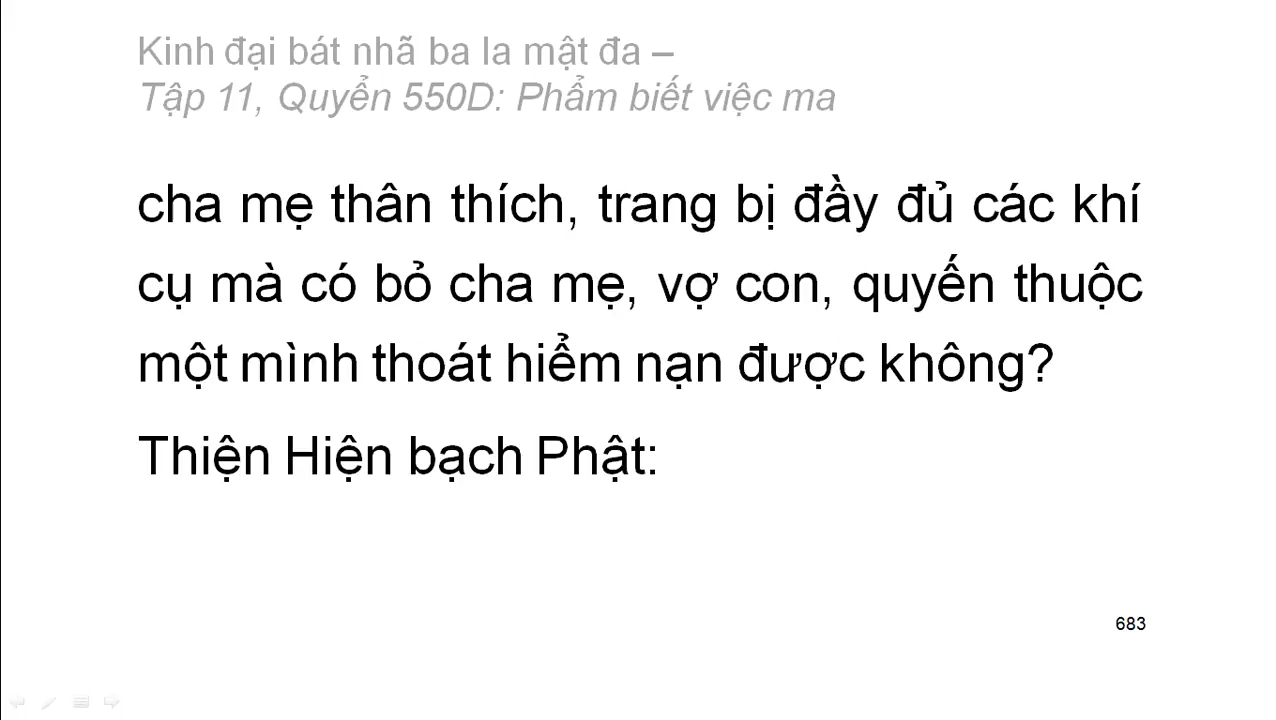 Kinh đại bát nhã ba la mật đa –
Tập 11, Quyển 550D: Phẩm biết việc ma
cha mẹ thân thích, trang bị đầy đủ các khí
cụ mà có bỏ cha mẹ, vợ con, quyến thuộc
một mình thoát hiểm nạn được không?
Thiện Hiện bạch Phật:
683